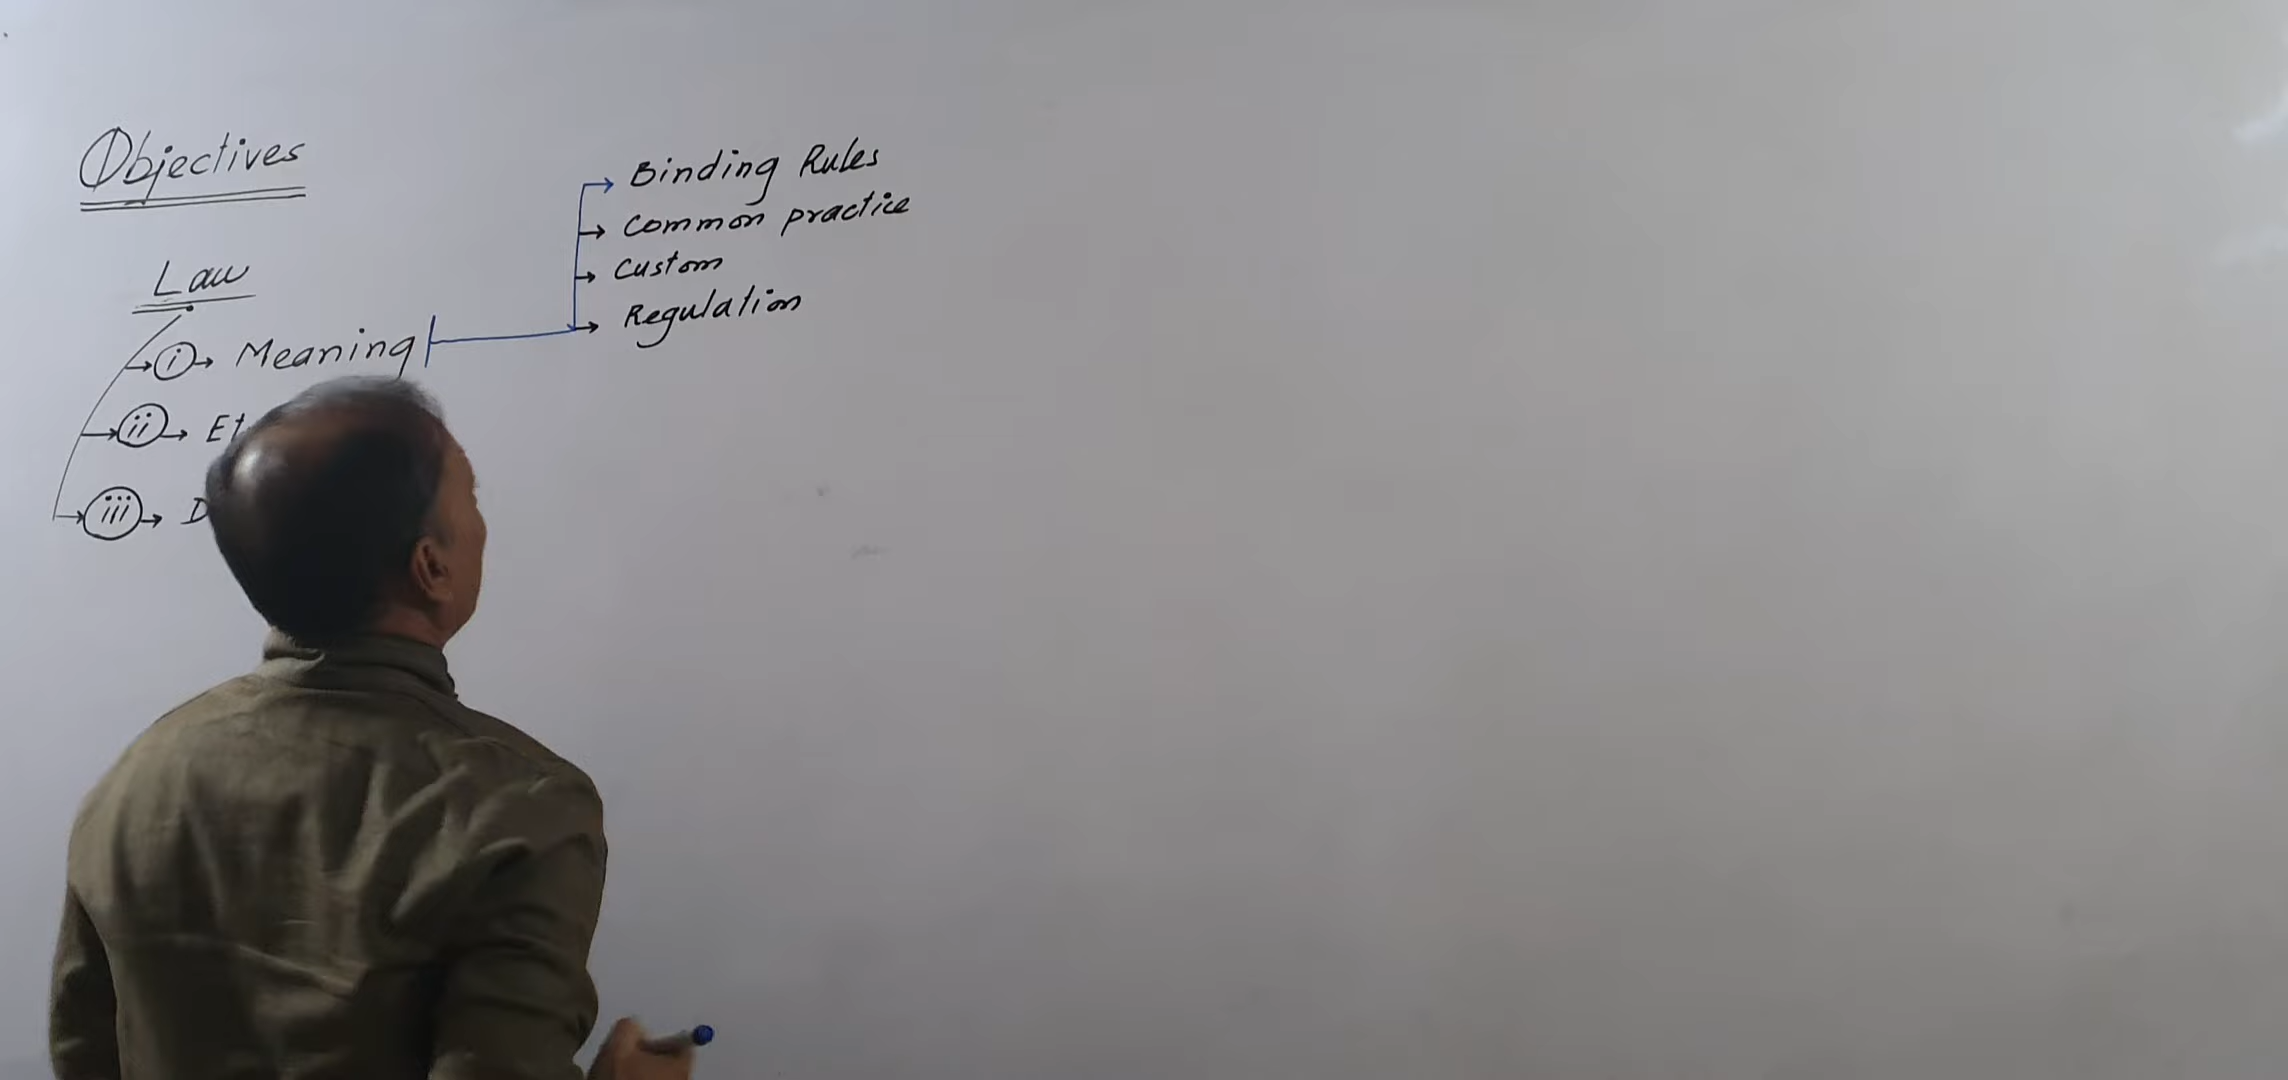 Objectives
Law
i → Meaning
ii →
iii →
Binding Rules
Common practice
Custom
Regulation